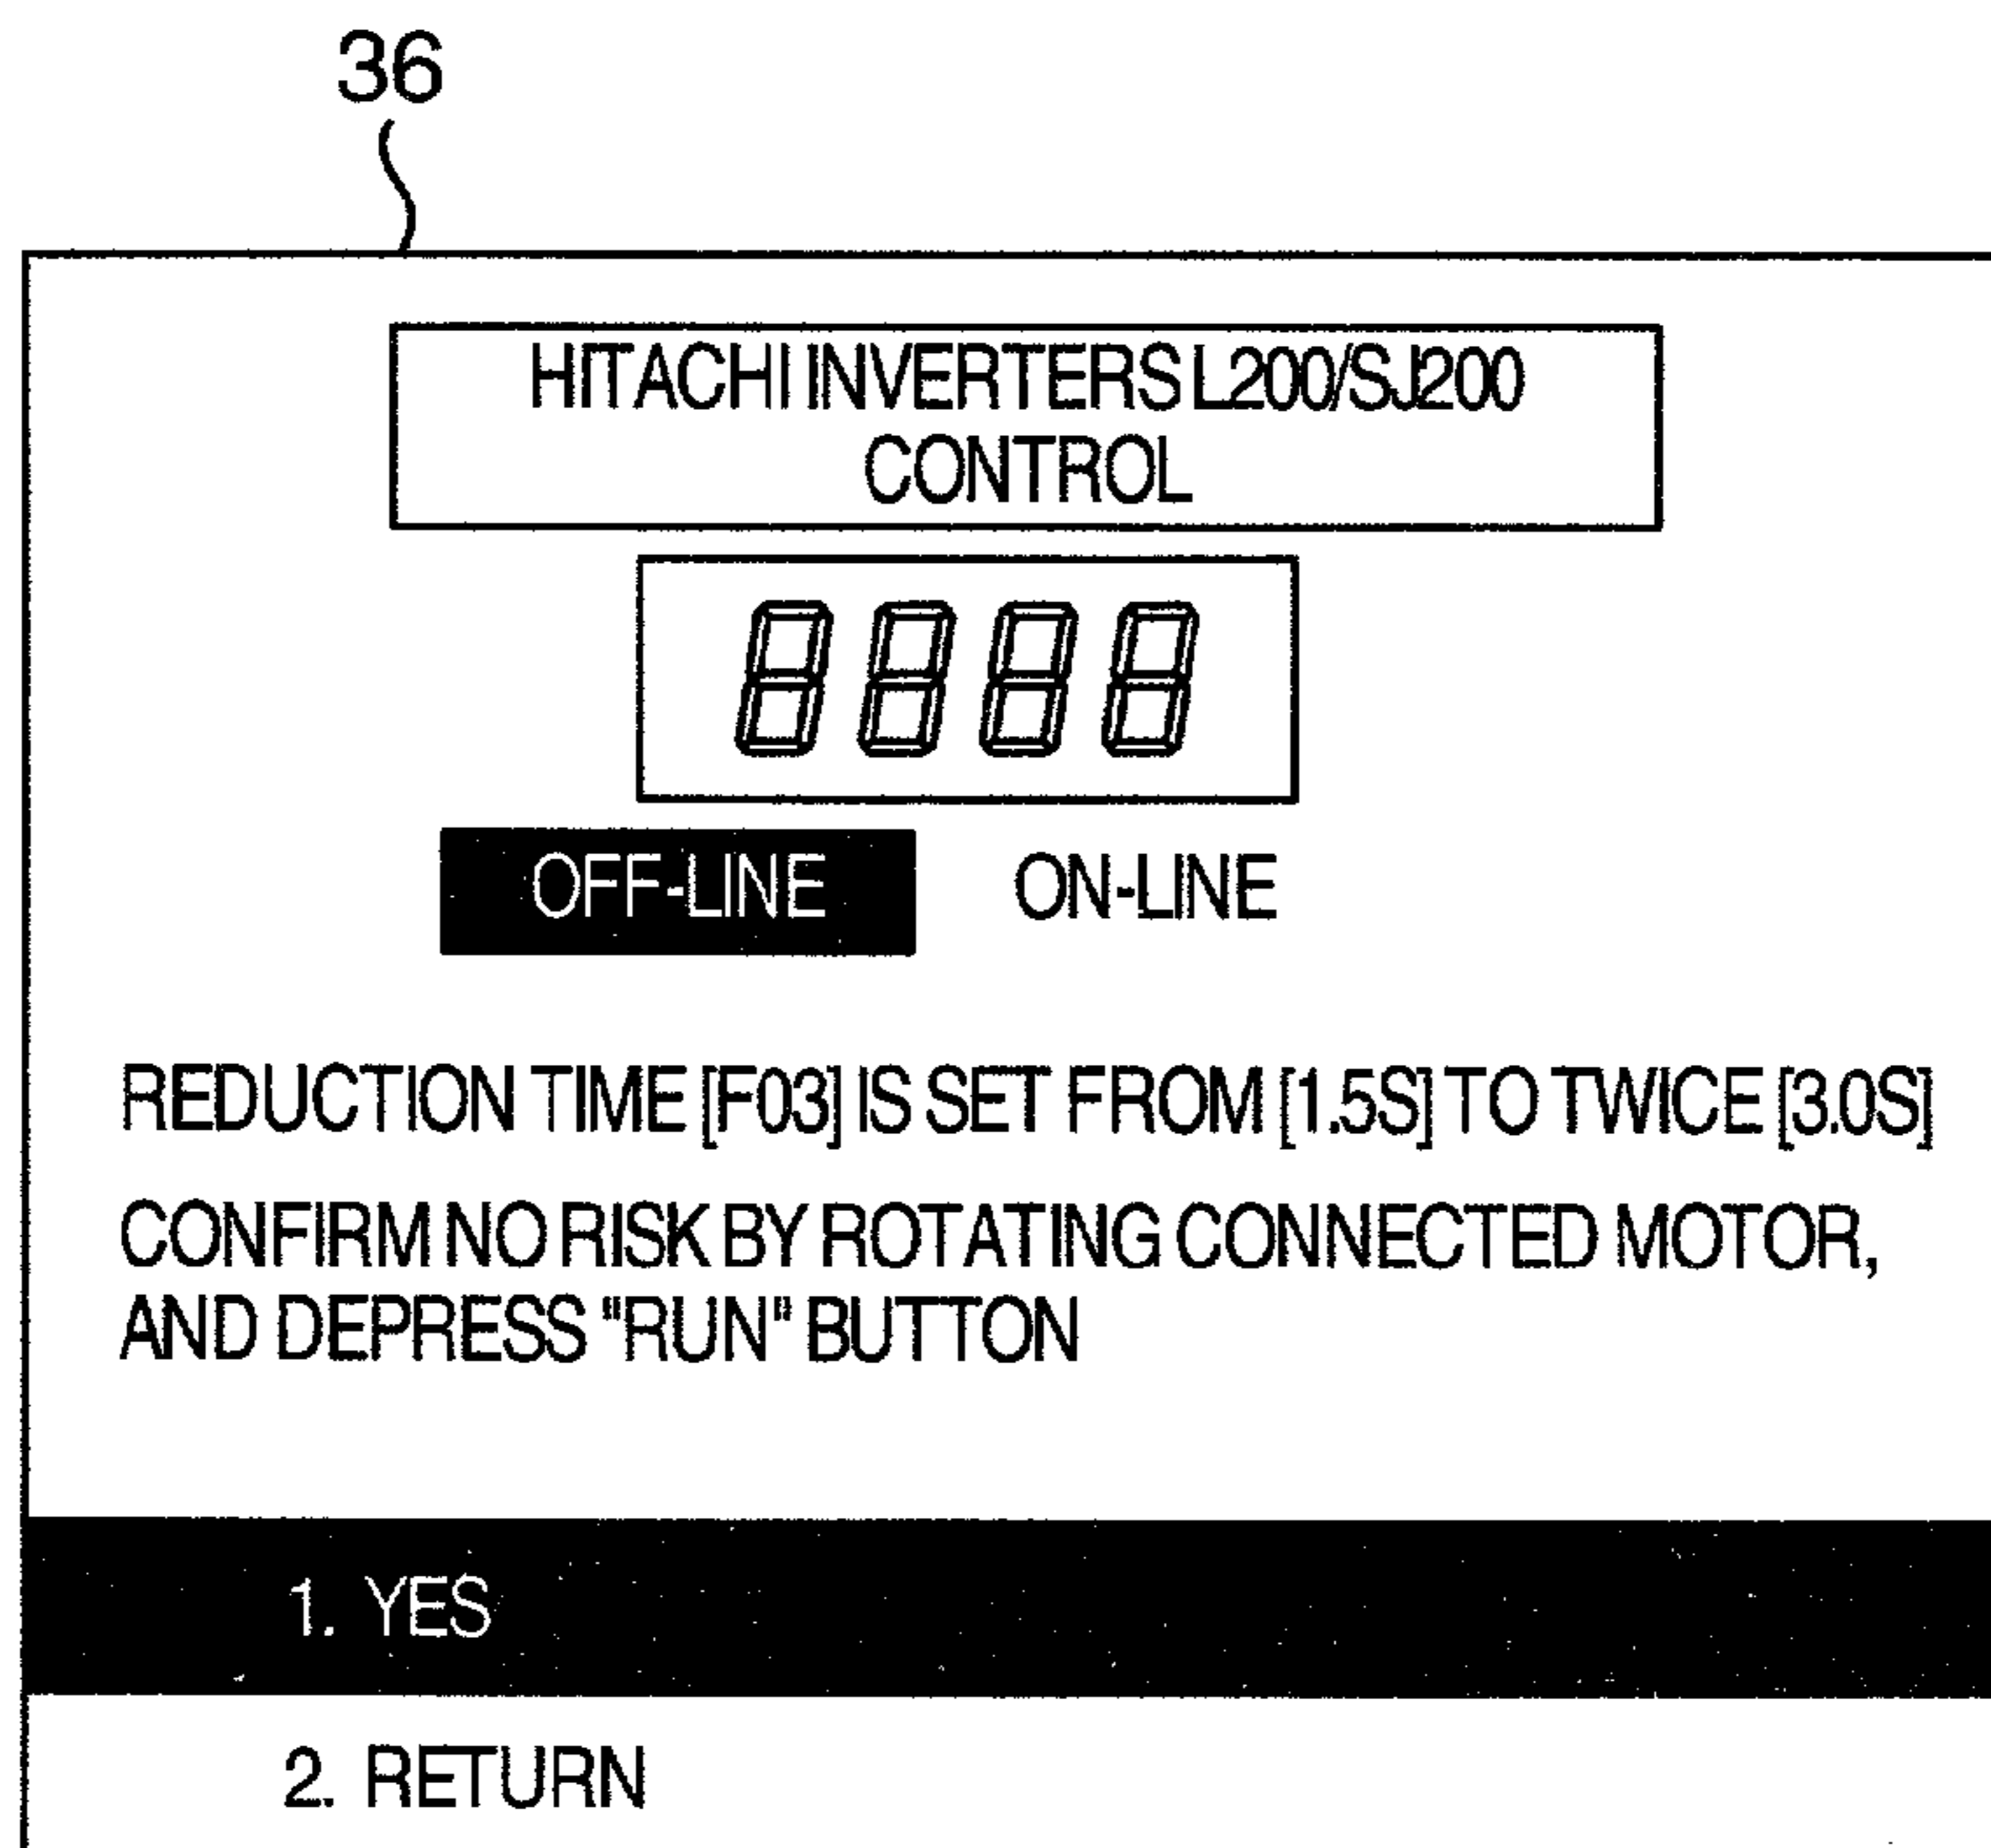 36
HITACHI INVERTERS L200/SJ200
CONTROL
8888
OFF-LINE ON-LINE
REDUCTION TIME [F03] IS SET FROM [1.5S] TO TWICE [3.0S]
CONFIRM NO RISK BY ROTATING CONNECTED MOTOR,
AND DEPRESS "RUN" BUTTON
1. YES
2. RETURN